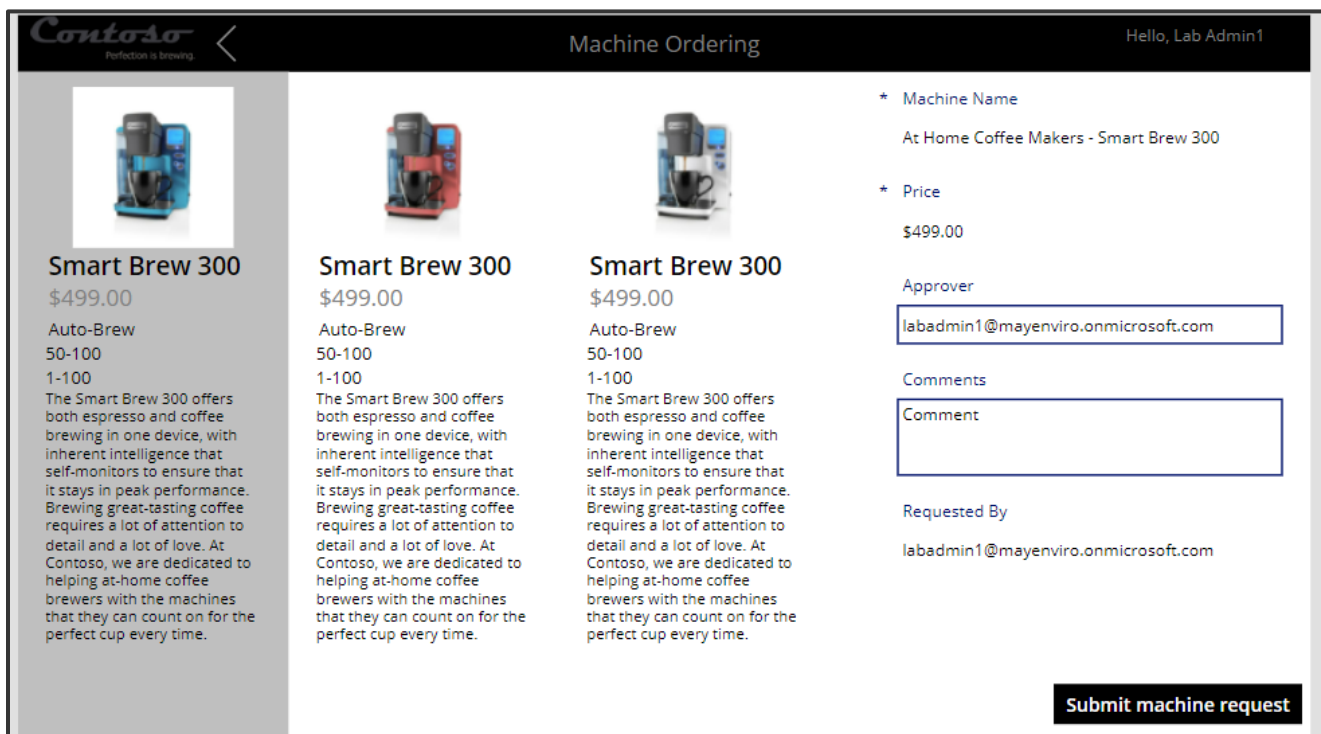 Contoso
Perfection is brewing.
Machine Ordering
Hello, Lab Admin1
Smart Brew 300
$499.00
Auto-Brew
50-100
1-100
The Smart Brew 300 offers
both espresso and coffee
brewing in one device, with
inherent intelligence that
self-monitors to ensure that
it stays in peak performance.
Brewing great-tasting coffee
requires a lot of attention to
detail and a lot of love. At
Contoso, we are dedicated to
helping at-home coffee
brewers with the machines
that they can count on for the
perfect cup every time.
Smart Brew 300
$499.00
Auto-Brew
50-100
1-100
The Smart Brew 300 offers
both espresso and coffee
brewing in one device, with
inherent intelligence that
self-monitors to ensure that
it stays in peak performance.
Brewing great-tasting coffee
requires a lot of attention to
detail and a lot of love. At
Contoso, we are dedicated to
helping at-home coffee
brewers with the machines
that they can count on for the
perfect cup every time.
Smart Brew 300
$499.00
Auto-Brew
50-100
1-100
The Smart Brew 300 offers
both espresso and coffee
brewing in one device, with
inherent intelligence that
self-monitors to ensure that
it stays in peak performance.
Brewing great-tasting coffee
requires a lot of attention to
detail and a lot of love. At
Contoso, we are dedicated to
helping at-home coffee
brewers with the machines
that they can count on for the
perfect cup every time.
* Machine Name
At Home Coffee Makers - Smart Brew 300
* Price
$499.00
Approver
labadmin1@mayenviro.onmicrosoft.com
Comments
Comment
Requested By
labadmin1@mayenviro.onmicrosoft.com
Submit machine request